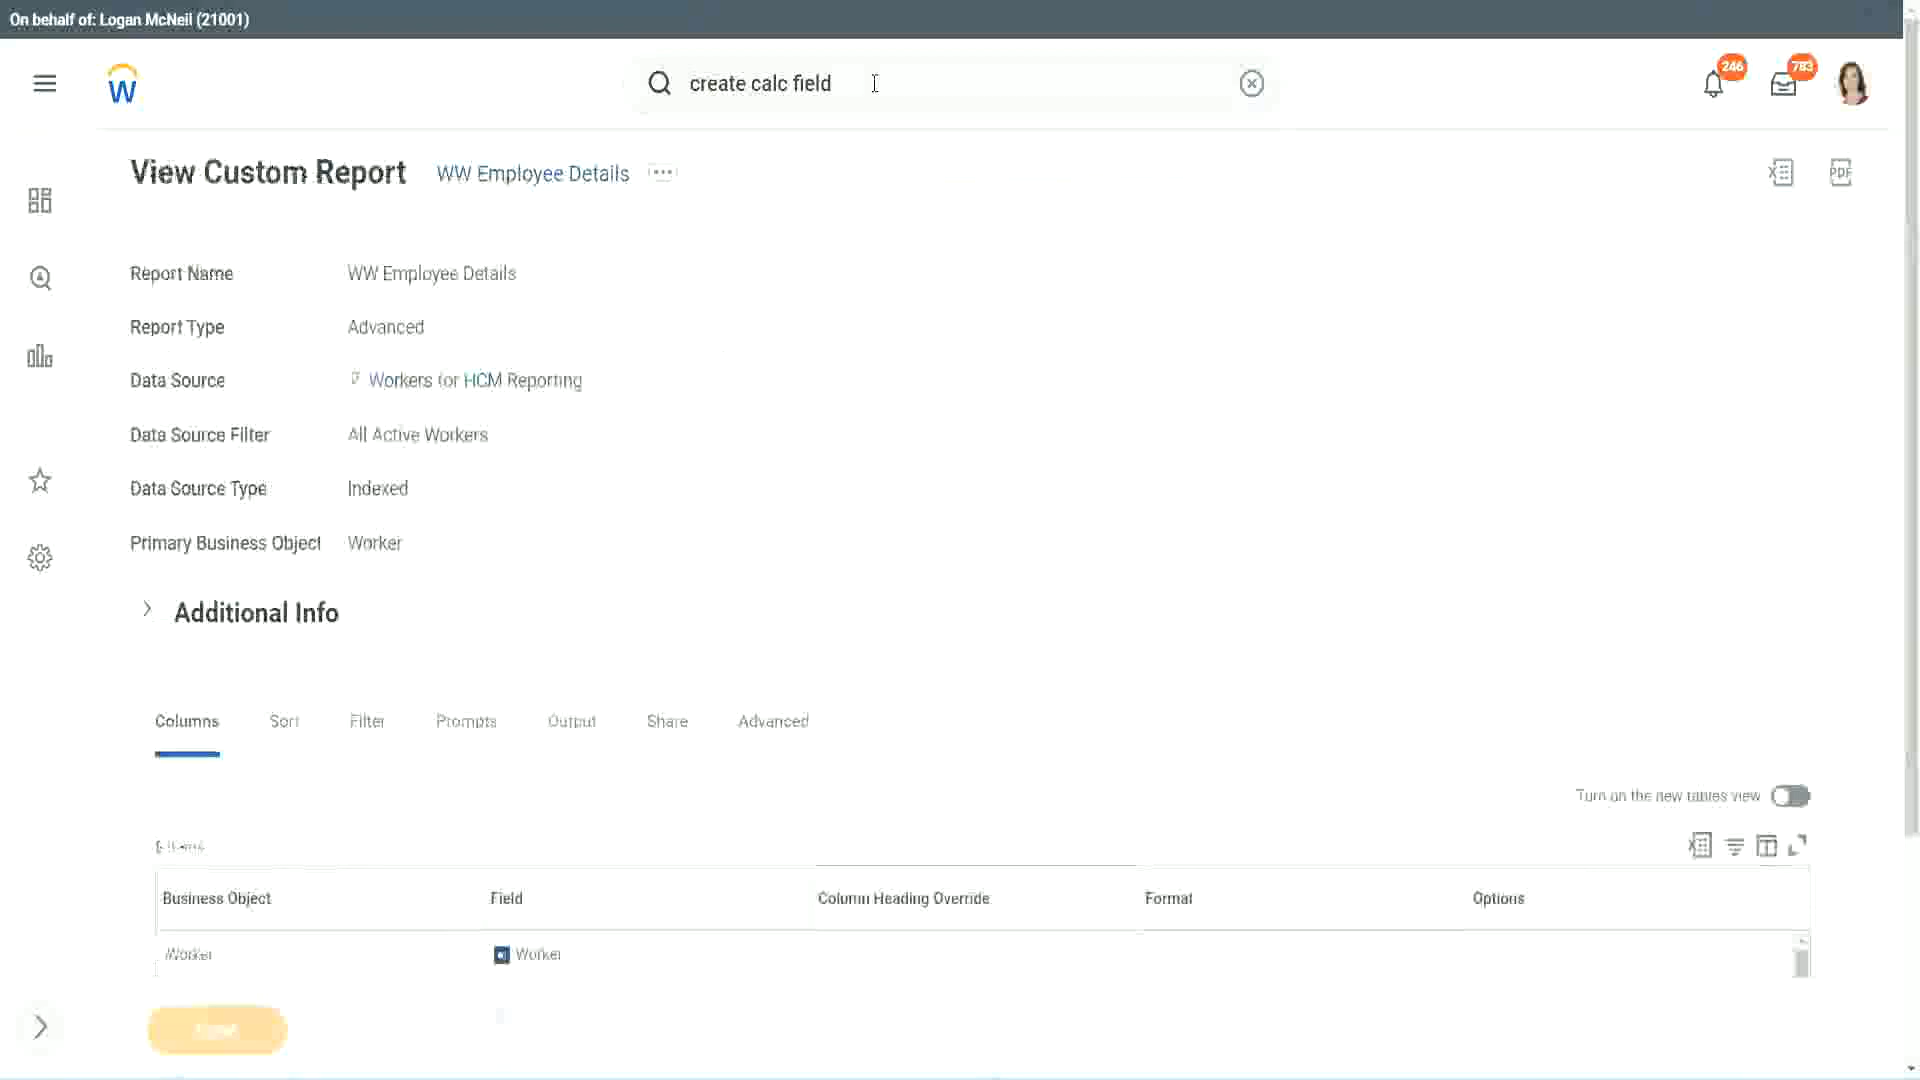 On behalf of: Logan McNeil (21001)
create calc field
246
783
W
View Custom Report
WW Employee Details
X
PDF
Report Name
WW Employee Details
Report Type
Advanced
Data Source
Workers for HCM Reporting
Data Source Filter
All Active Workers
Data Source Type
Indexed
Primary Business Object
Worker
Additional Info
Columns
Sort
Filter
Prompts
Output
Share
Advanced
Turn on the new tables view
Business Object
Field
Column Heading Override
Format
Options
Worker
Worker